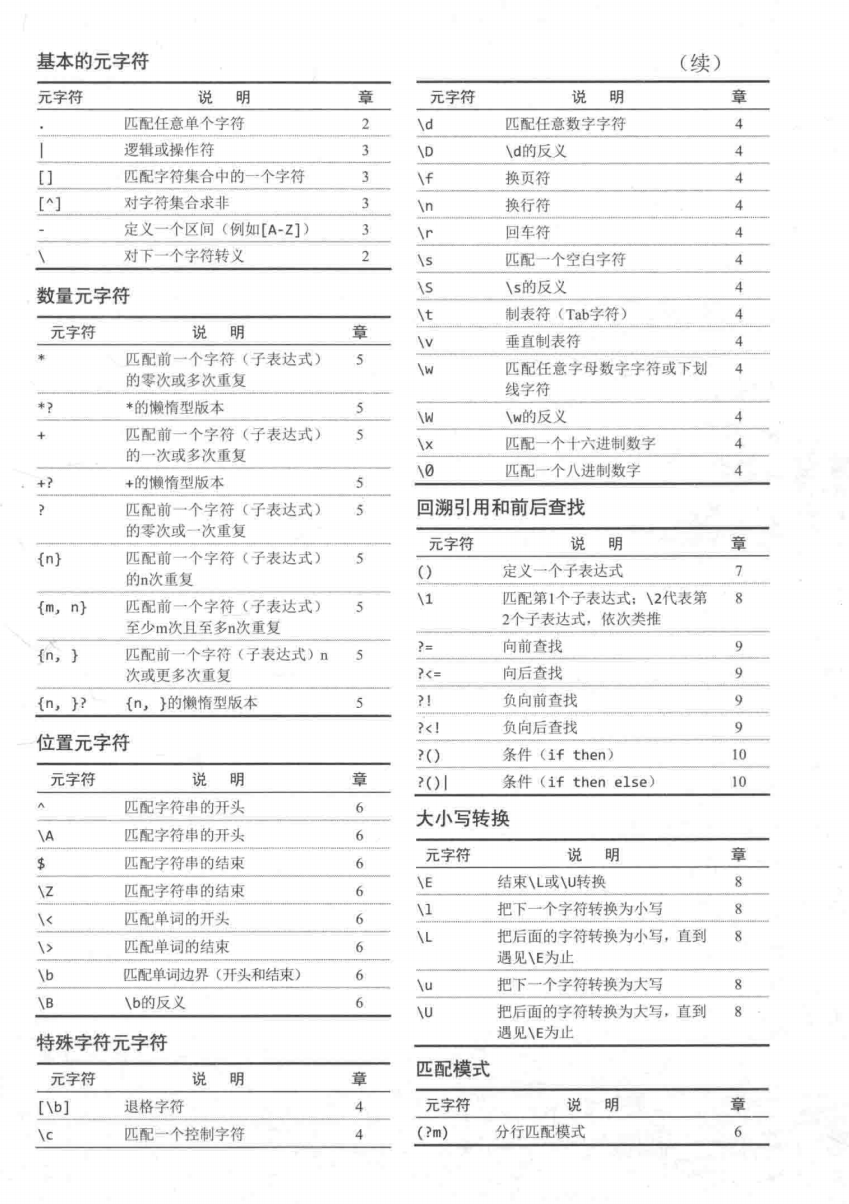 基本的元字符
元字符 说 明 章
. 匹配任意单个字符 2
| 逻辑或操作符 3
[] 匹配字符集合中的一个字符 3
[^] 对字符集合求非 3
- 定义一个区间（例如[A-Z]） 3
\ 对下一个字符转义 2
数量元字符
元字符 说 明 章
* 匹配前一个字符（子表达式） 5
的零次或多次重复
*? *的懒惰型版本 5
+ 匹配前一个字符（子表达式） 5
的一次或多次重复
+? +的懒惰型版本 5
? 匹配前一个字符（子表达式） 5
的零次或一次重复
{n} 匹配前一个字符（子表达式） 5
的n次重复
{m, n} 匹配前一个字符（子表达式） 5
至少m次且至多n次重复
{n, } 匹配前一个字符（子表达式）n 5
次或更多次重复
{n, }? {n, }的懒惰型版本 5
位置元字符
元字符 说 明 章
^ 匹配字符串的开头 6
\A 匹配字符串的开头 6
$ 匹配字符串的结束 6
\Z 匹配字符串的结束 6
\< 匹配单词的开头 6
\> 匹配单词的结束 6
\b 匹配单词边界（开头和结束） 6
\B \b的反义 6
特殊字符元字符
元字符 说 明 章
[\b] 退格字符 4
\c 匹配一个控制字符 4
（续）
元字符 说 明 章
\d 匹配任意数字字符 4
\D \d的反义 4
\f 换页符 4
\n 换行符 4
\r 回车符 4
\s 匹配一个空白字符 4
\S \s的反义 4
\t 制表符（Tab字符） 4
\v 垂直制表符 4
\w 匹配任意字母数字字符或下划 4
线字符
\W \w的反义 4
\x 匹配一个十六进制数字 4
\0 匹配一个八进制数字 4
回溯引用和前后查找
元字符 说 明 章
() 定义一个子表达式 7
\1 匹配第1个子表达式；\2代表第 8
2个子表达式，依次类推
?= 向前查找 9
?<= 向后查找 9
?! 负向前查找 9
?<! 负向后查找 9
?() 条件（if then） 10
?()| 条件（if then else） 10
大小写转换
元字符 说 明 章
\E 结束\L或\U转换 8
\l 把下一个字符转换为小写 8
\L 把后面的字符转换为小写，直到 8
遇见\E为止
\u 把下一个字符转换为大写 8
\U 把后面的字符转换为大写，直到 8
遇见\E为止
匹配模式
元字符 说 明 章
(?m) 分行匹配模式 6